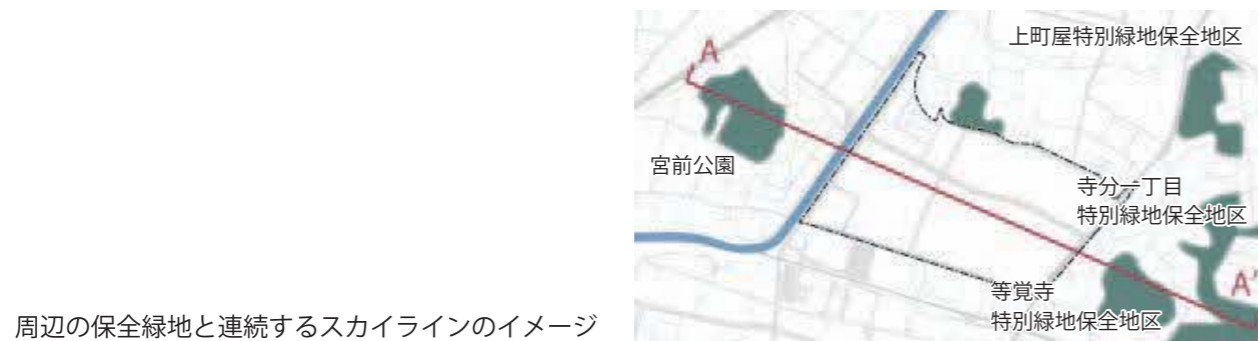 上町屋特別緑地保全地区
A
宮前公園
寺分一丁目
特別緑地保全地区
A'
等覚寺
特別緑地保全地区
周辺の保全緑地と連続するスカイラインのイメージ